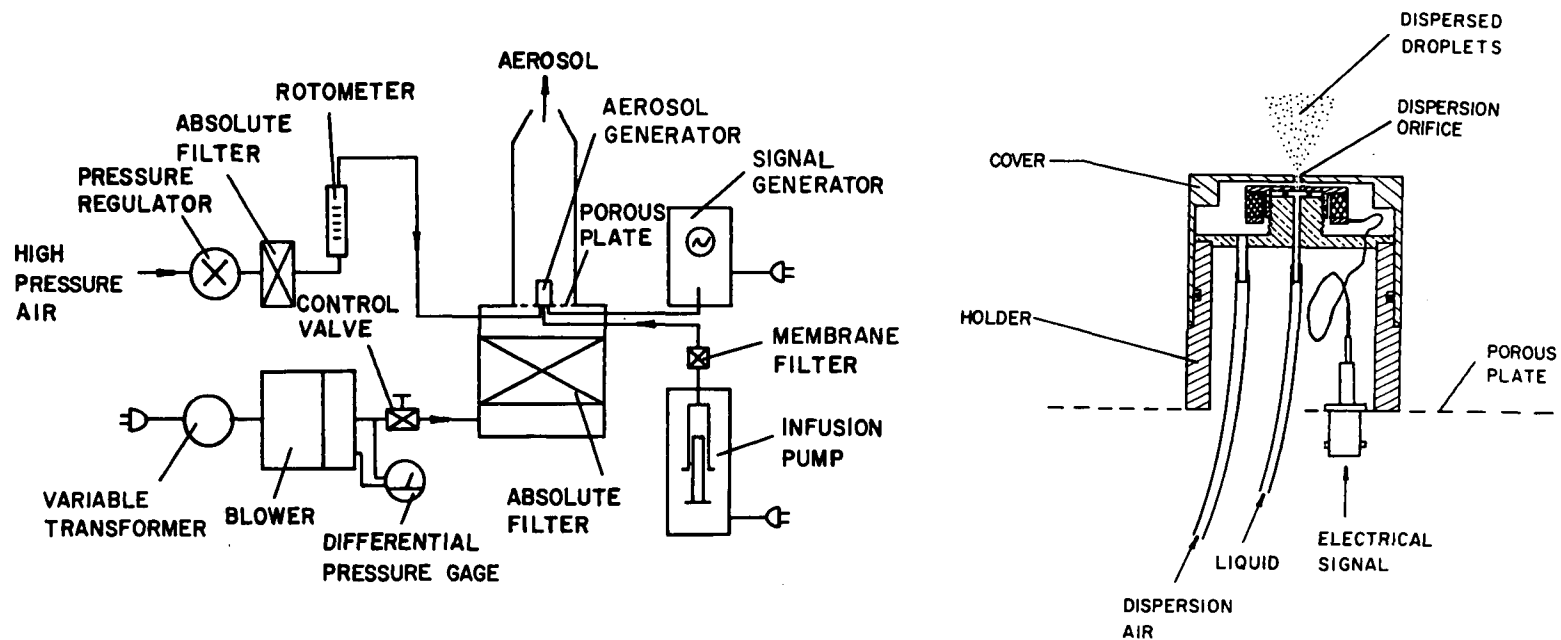 AEROSOL
ROTOMETER
ABSOLUTE
FILTER
PRESSURE
REGULATOR
HIGH
PRESSURE
AIR
AEROSOL
GENERATOR
SIGNAL
GENERATOR
POROUS
PLATE
CONTROL
VALVE
MEMBRANE
FILTER
INFUSION
PUMP
ABSOLUTE
FILTER
VARIABLE
TRANSFORMER
BLOWER
DIFFERENTIAL
PRESSURE GAGE
DISPERSED
DROPLETS
DISPERSION
ORIFICE
COVER
HOLDER
POROUS
PLATE
ELECTRICAL
SIGNAL
LIQUID
DISPERSION
AIR